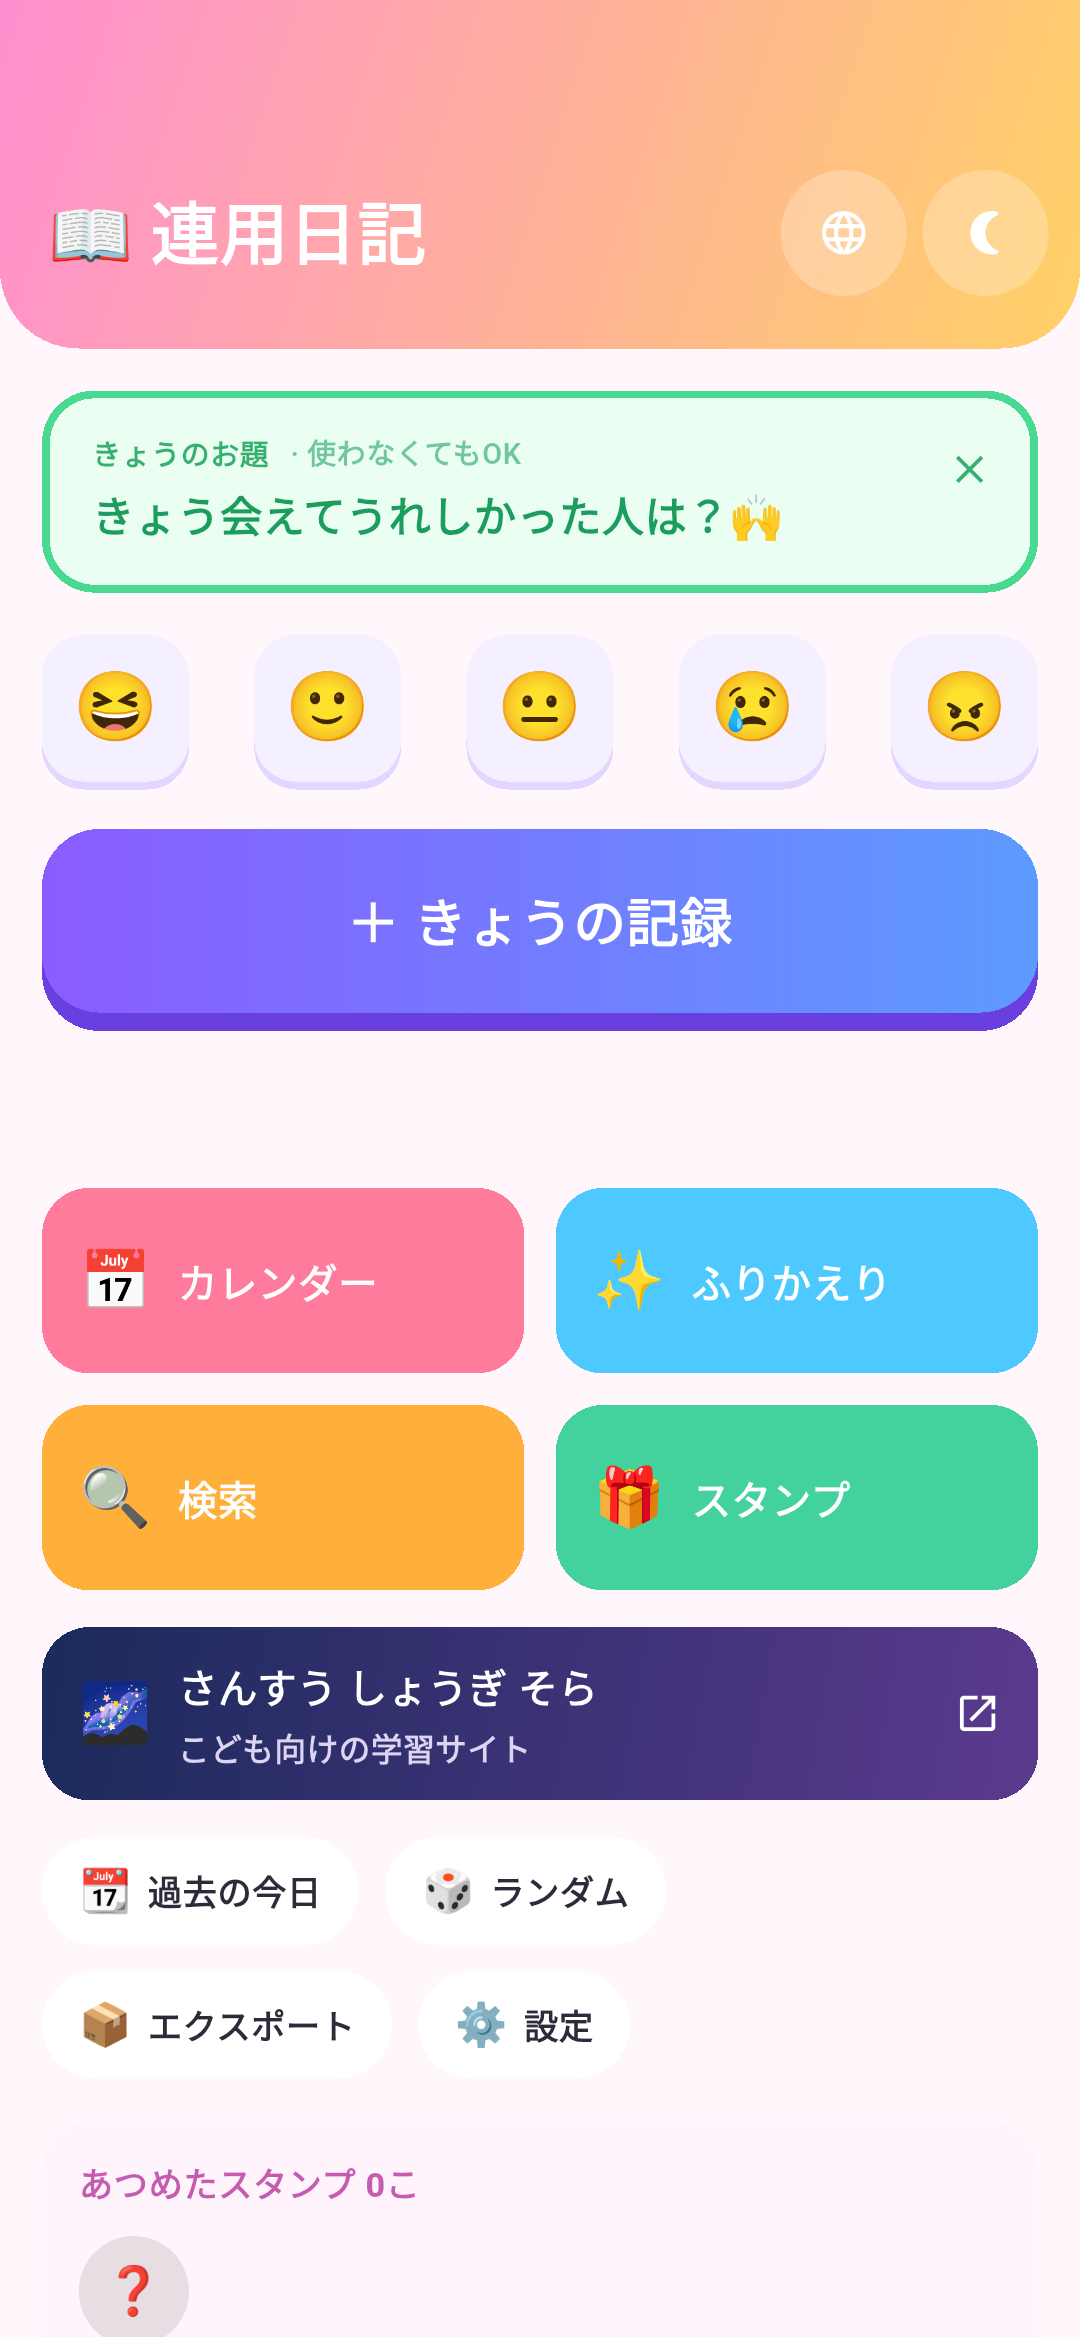 連用日記
きょうのお題 · 使わなくてもOK
きょう会えてうれしかった人は？🙌
＋ きょうの記録
July 17 カレンダー
ふりかえり
検索
スタンプ
さんすう しょうぎ そら
こども向けの学習サイト
July 17 過去の今日
ランダム
エクスポート
設定
あつめたスタンプ 0こ
❓